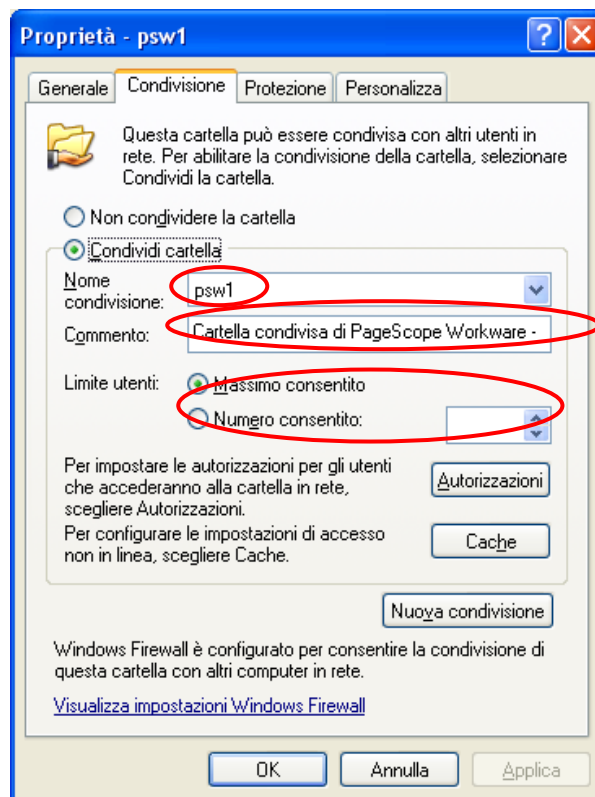 Proprietà - psw1
Generale Condivisione Protezione Personalizza
Questa cartella può essere condivisa con altri utenti in
rete. Per abilitare la condivisione della cartella, selezionare
Condividi la cartella.
Non condividere la cartella
Condividi cartella
Nome
condivisione:
psw1
Commento: Cartella condivisa di PageScope Workware -
Limite utenti: Massimo consentito
Numero consentito:
Per impostare le autorizzazioni per gli utenti
che accederanno alla cartella in rete,
scegliere Autorizzazioni.
Autorizzazioni
Per configurare le impostazioni di accesso
non in linea, scegliere Cache.
Cache
Nuova condivisione
Windows Firewall è configurato per consentire la condivisione di
questa cartella con altri computer in rete.
Visualizza impostazioni Windows Firewall
OK Annulla Applica